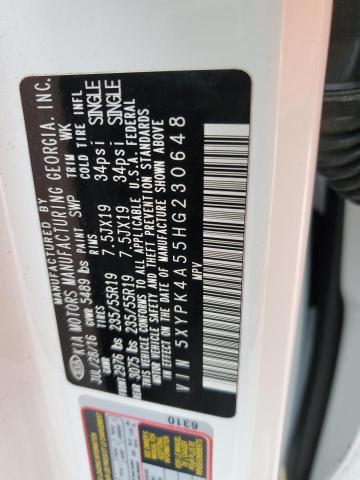 MANUFACTURED BY
KIA MOTORS MANUFACTURING GEORGIA, INC.
JUL/28/16 GVWR 5489 lbs PAINT SWP TRIM WK
GAWR TIRES RIMS COLD TIRE INFL
2976 lbs 235/55R19 7.5JX19 34psi SINGLE
REAR 3075 lbs 235/55R19 7.5JX19 34psi SINGLE
THIS VEHICLE CONFORMS TO ALL APPLICABLE U.S.A. FEDERAL
MOTOR VEHICLE SAFETY AND THEFT PREVENTION STANDARDS
IN EFFECT ON THE DATE OF MANUFACTURE SHOWN ABOVE
VIN 5XYPK4A55HG230648
MPV
6310